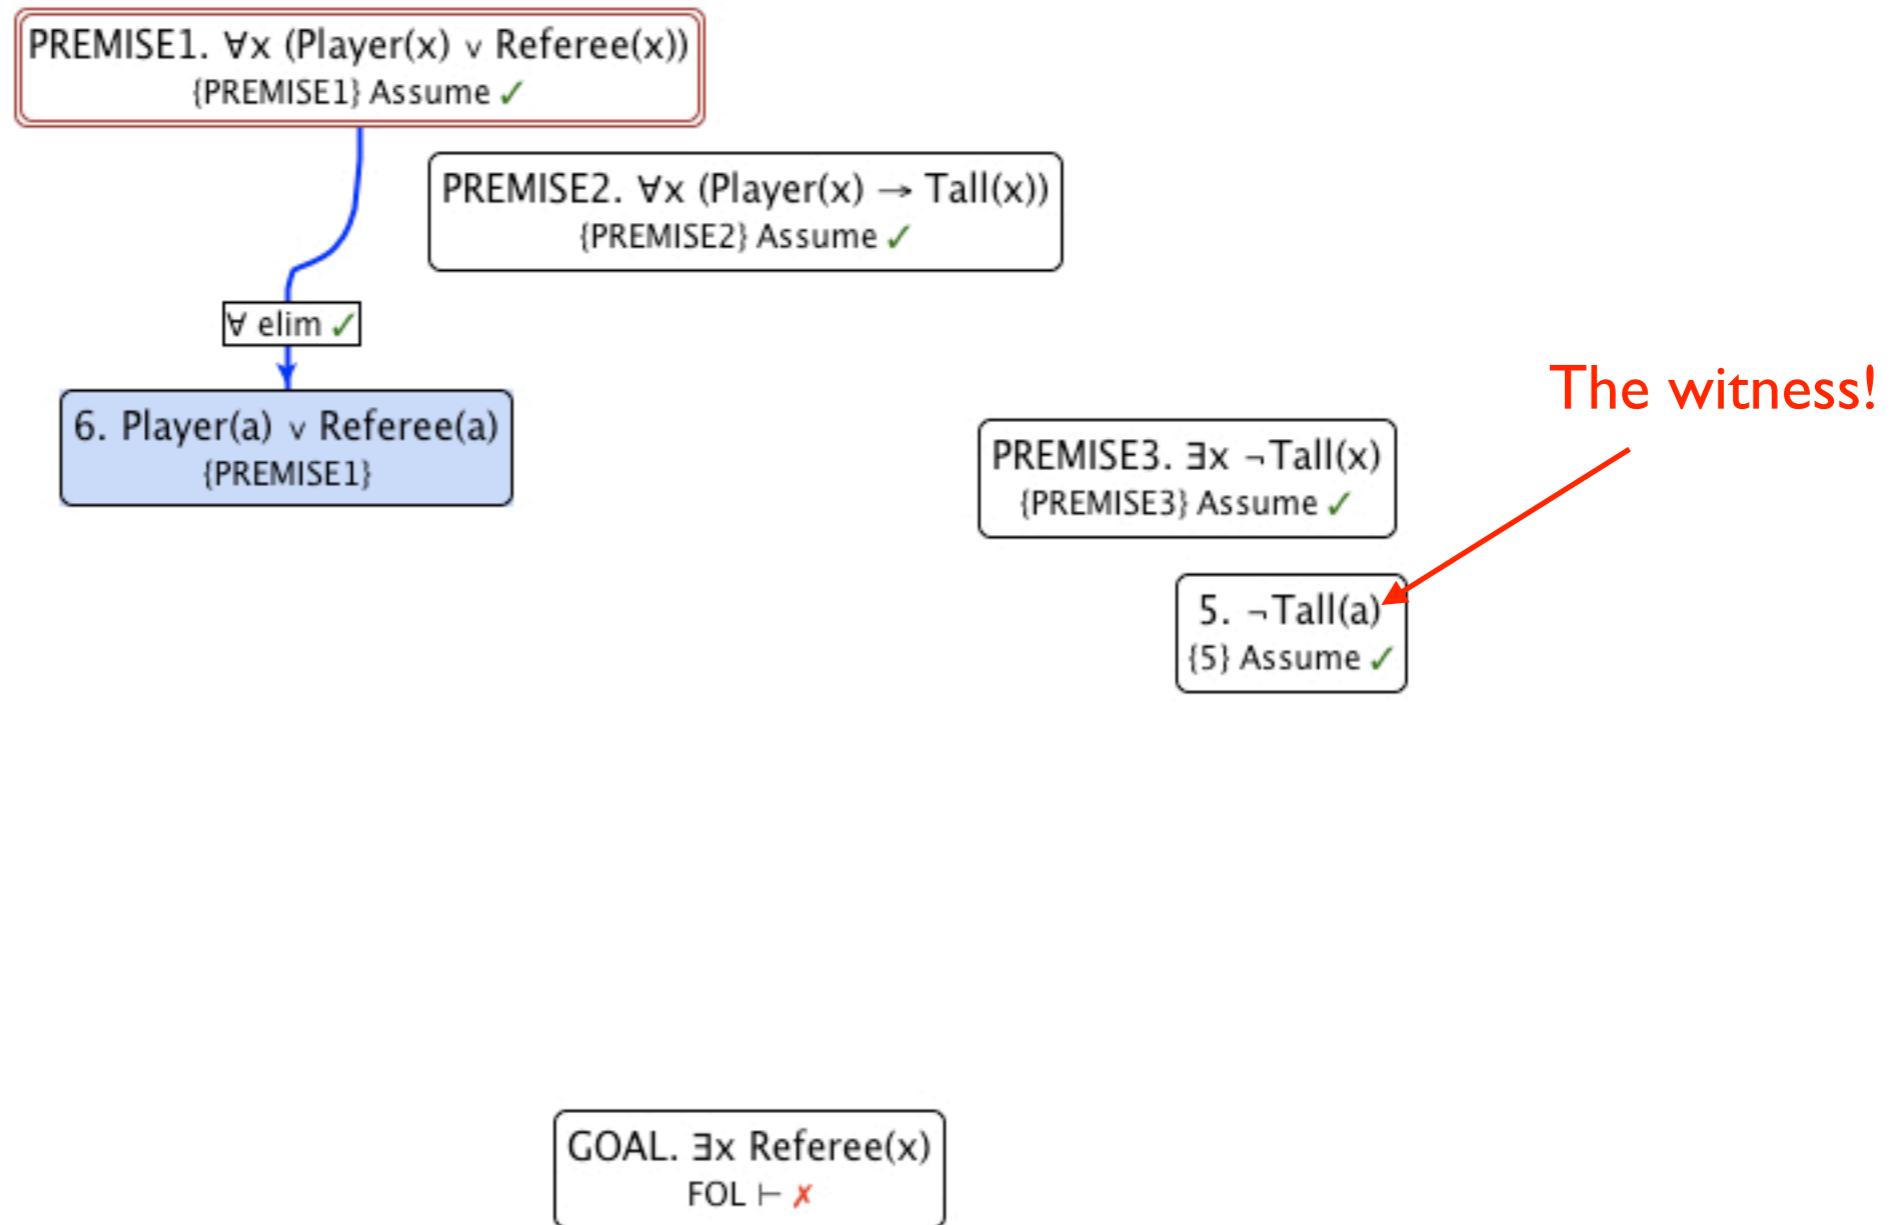 PREMISE1. ∀x (Player(x) ∨ Referee(x))
{PREMISE1} Assume ✓
PREMISE2. ∀x (Player(x) → Tall(x))
{PREMISE2} Assume ✓
∀ elim ✓
The witness!
6. Player(a) ∨ Referee(a)
{PREMISE1}
PREMISE3. ∃x ¬Tall(x)
{PREMISE3} Assume ✓
5. ¬Tall(a)
{5} Assume ✓
GOAL. ∃x Referee(x)
FOL ⊢ ✗